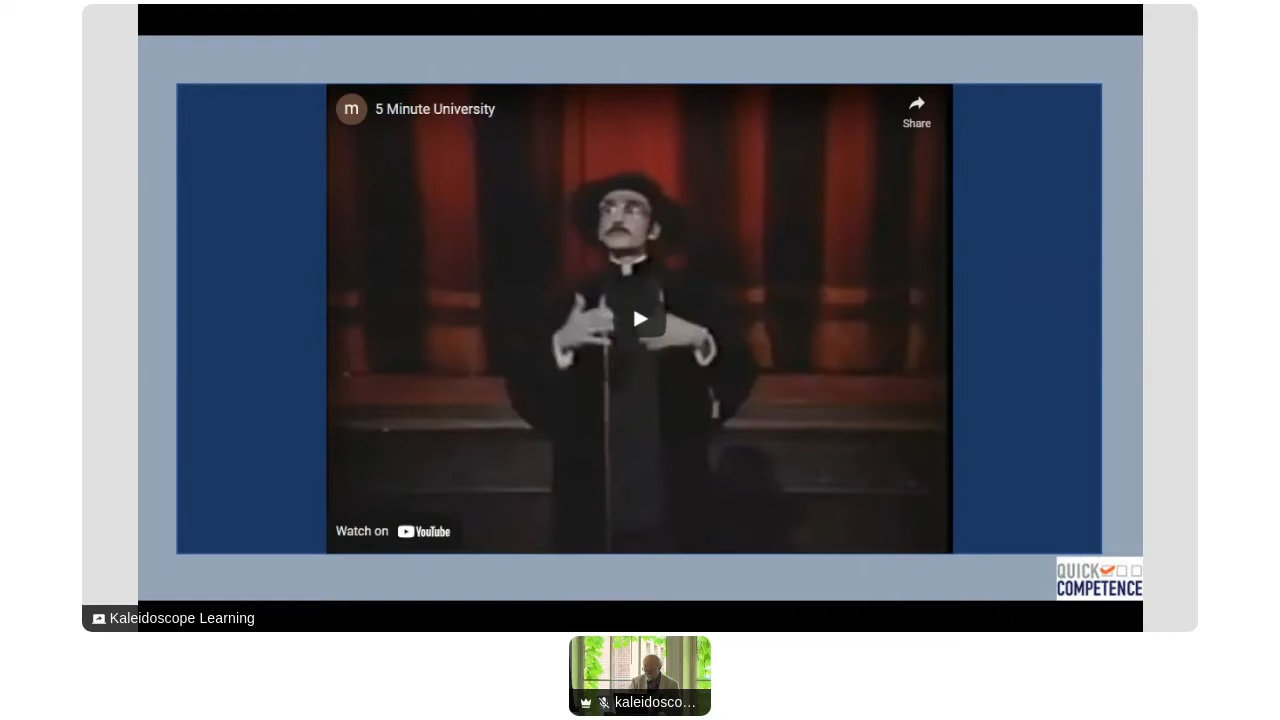 m
5 Minute University
Share
Watch on YouTube
QUICK
COMPETENCE
Kaleidoscope Learning
kaleidosco…